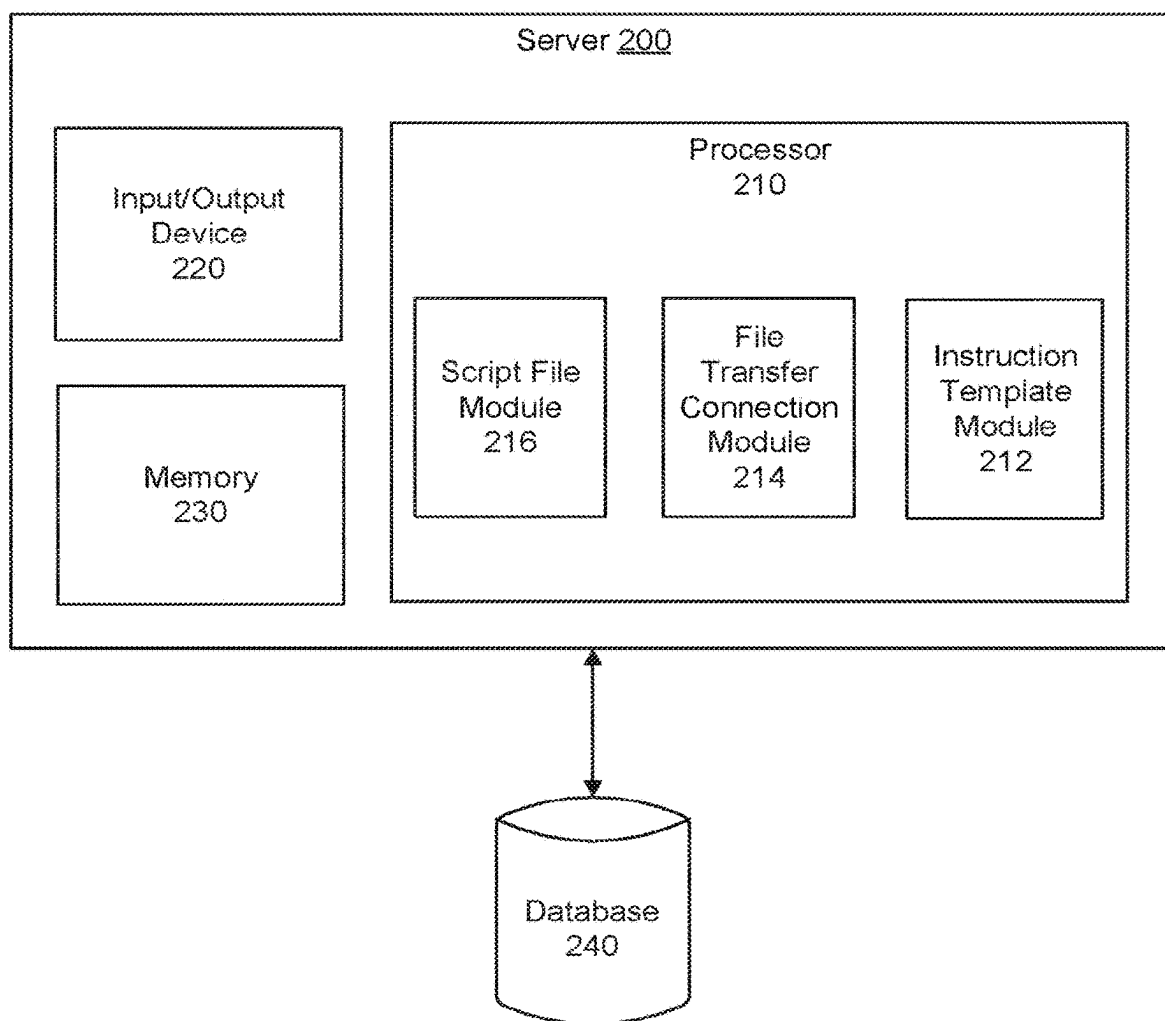 Server 200
Input/Output
Device
220
Memory
230
Processor
210
Script File
Module
216
File
Transfer
Connection
Module
214
Instruction
Template
Module
212
Database
240